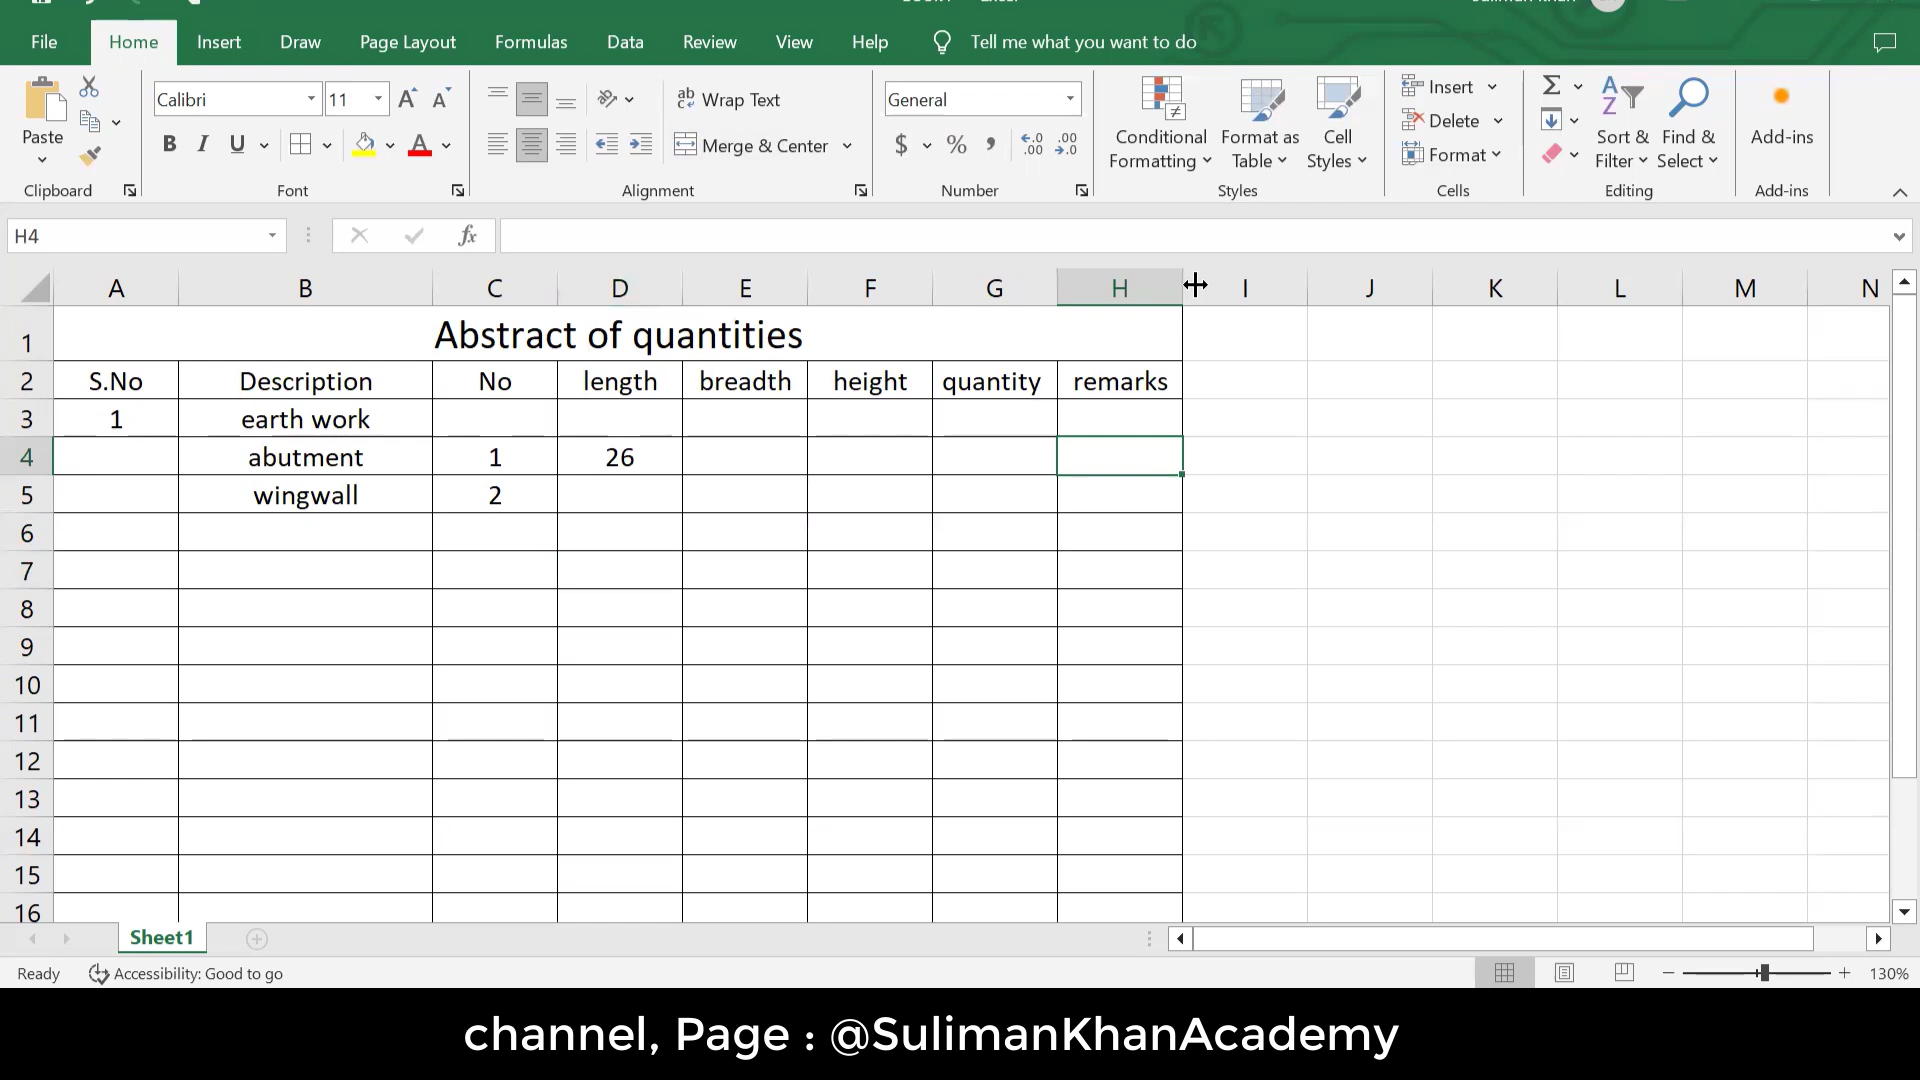 File Home Insert Draw Page Layout Formulas Data Review View Help Tell me what you want to do
Paste
Clipboard
Calibri 11
B I U
Font
Wrap Text
Merge & Center
Alignment
General
$ % ,
Number
Conditional Formatting
Format as Table
Cell Styles
Styles
Insert
Delete
Format
Cells
Sort & Filter
Find & Select
Editing
Add-ins
Add-ins
H4 fx
A B C D E F G H I J K L M N
1 Abstract of quantities
2 S.No Description No length breadth height quantity remarks
3 1 earth work
4 abutment 1 26
5 wingwall 2
6
7
8
9
10
11
12
13
14
15
16
Sheet1
Ready Accessibility: Good to go 130%
channel, Page : @SulimanKhanAcademy